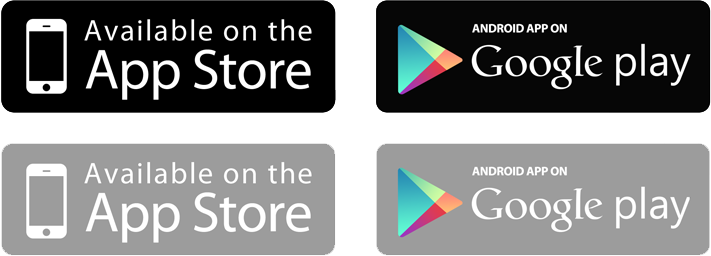 Available on the
App Store
ANDROID APP ON
Google play
Available on the
App Store
ANDROID APP ON
Google play